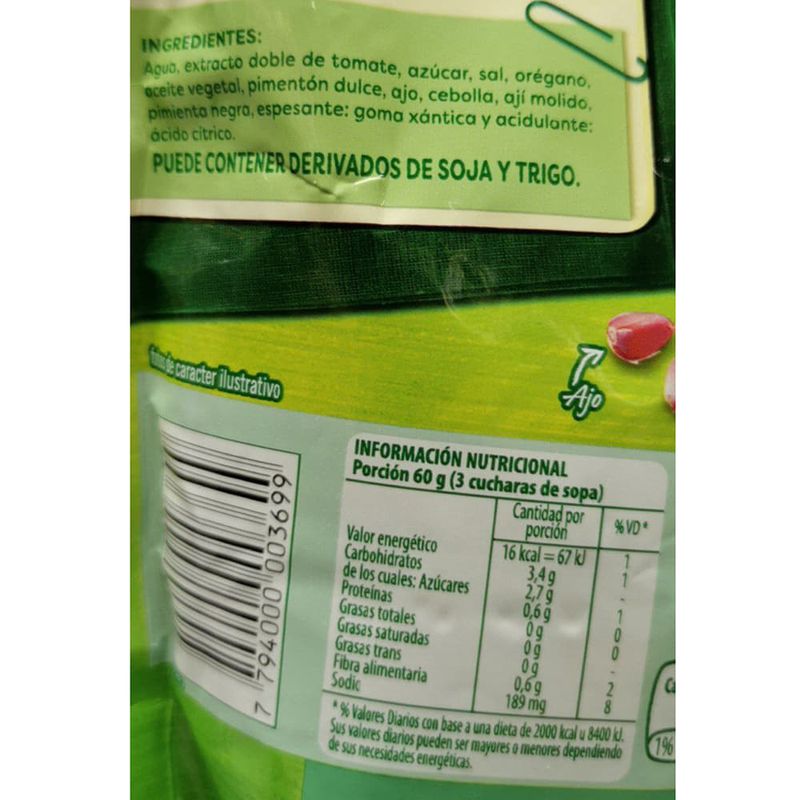 INGREDIENTES:
Agua, extracto doble de tomate, azúcar, sal, orégano,
aceite vegetal, pimentón dulce, ajo, cebolla, ají molido,
pimienta negra, espesante: goma xántica y acidulante:
ácido cítrico.
PUEDE CONTENER DERIVADOS DE SOJA Y TRIGO.
de caracter ilustrativo
Ajo
7 794000 003699
INFORMACIÓN NUTRICIONAL
Porción 60 g (3 cucharas de sopa)
Cantidad por porción % VD*
Valor energético 16 kcal = 67 kJ 1
Carbohidratos 3,4 g 1
de los cuales: Azúcares 2,7 g -
Proteínas 0,6 g 1
Grasas totales 0 g 0
Grasas saturadas 0 g 0
Grasas trans 0 g -
Fibra alimentaria 0,6 g 2
Sodio 189 mg 8
* % Valores Diarios con base a una dieta de 2000 kcal u 8400 kJ.
Sus valores diarios pueden ser mayores o menores dependiendo
de sus necesidades energéticas.
1%